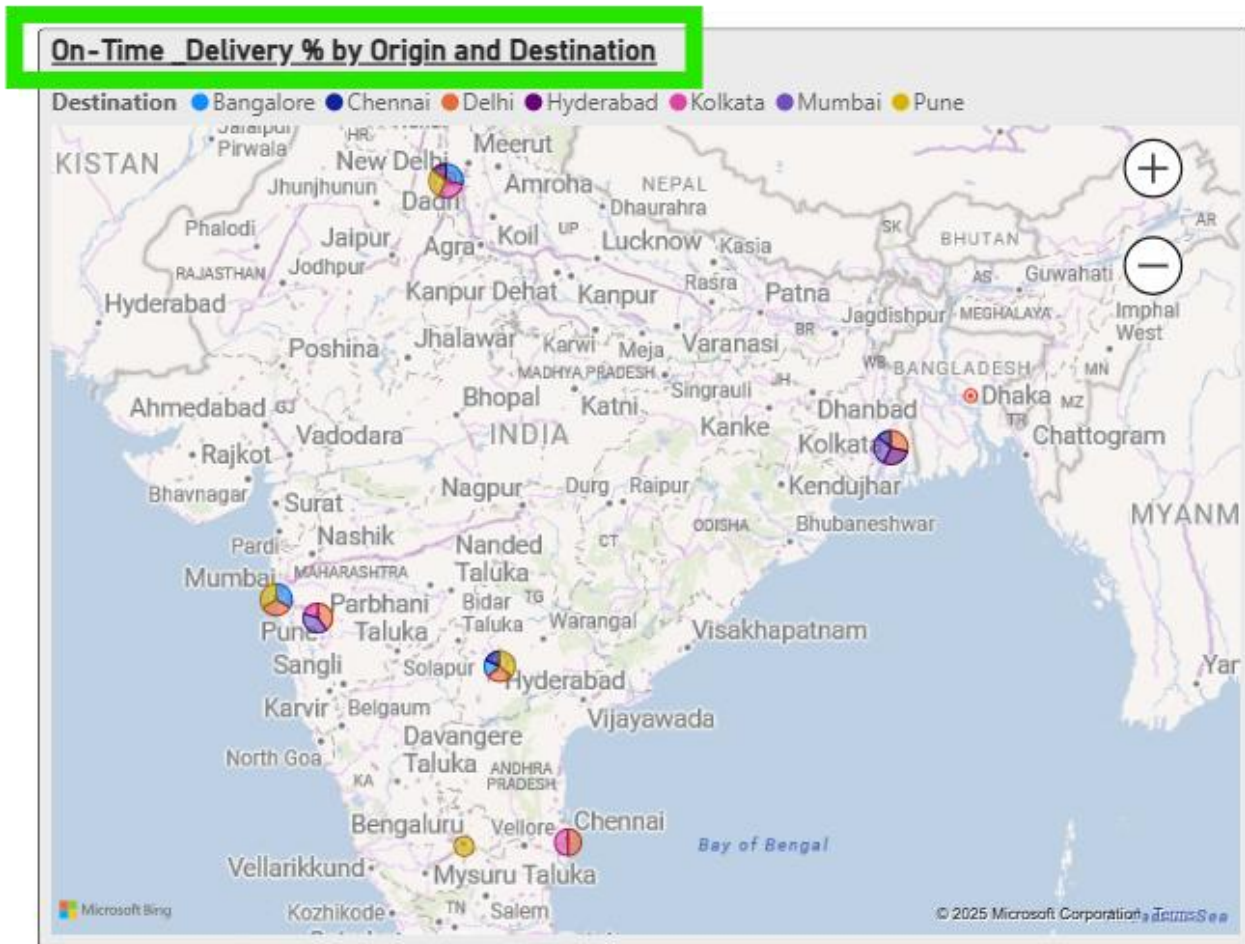 On-Time _Delivery % by Origin and Destination
Destination Bangalore Chennai Delhi Hyderabad Kolkata Mumbai Pune
Pirwala
HR
Meerut
KISTAN
New Delhi
Jhunjhunun
Amroha
NEPAL
Dadri
Dhaurahra
Phalodi
Jaipur
Agra
Koil
UP
Lucknow
Kasia
SK
BHUTAN
AR
RAJASTHAN
Jodhpur
AS
Guwahati
Hyderabad
Kanpur Dehat
Kanpur
Rasra
Patna
Jagdishpur
MEGHALAYA
Imphal
West
Poshina
Jhalawar
Karwi
Meja
Varanasi
BR
MADHYA PRADESH
Singrauli
JH
WB
BANGLADESH
MN
Ahmedabad
GJ
Bhopal
Katni
Dhanbad
Dhaka
MZ
Vadodara
INDIA
Kanke
Kolkata
TR
Chattogram
Rajkot
Bhavnagar
Surat
Nagpur
Durg
Raipur
Kendujhar
MYANM
Pardi
Nashik
Nanded
Taluka
CT
ODISHA
Bhubaneshwar
Mumbai
MAHARASHTRA
Parbhani
Taluka
Bidar
Taluka
TG
Warangal
Visakhapatnam
Pune
Sangli
Solapur
Hyderabad
Yar
Karvir
Belgaum
Vijayawada
North Goa
Davangere
Taluka
KA
ANDHRA
PRADESH
Bengaluru
Vellore
Chennai
Bay of Bengal
Vellarikkund
Mysuru Taluka
Microsoft Bing
Kozhikode
TN
Salem
© 2025 Microsoft Corporation Terms